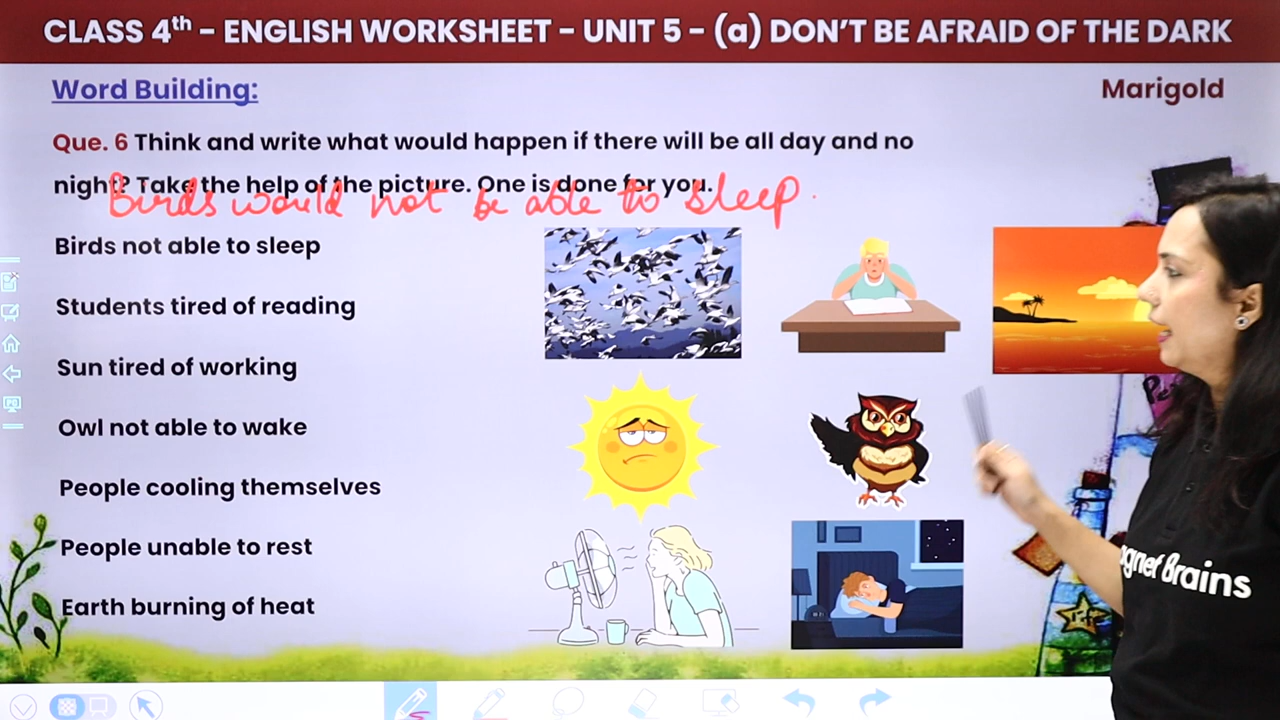 CLASS 4th – ENGLISH WORKSHEET – UNIT 5 – (a) DON'T BE AFRAID OF THE DARK
Word Building:
Marigold
Que. 6 Think and write what would happen if there will be all day and no
night? Take the help of the picture. One is done for you.
Birds would not be able to sleep.
Birds not able to sleep
Students tired of reading
Sun tired of working
Owl not able to wake
People cooling themselves
People unable to rest
Earth burning of heat
Brains